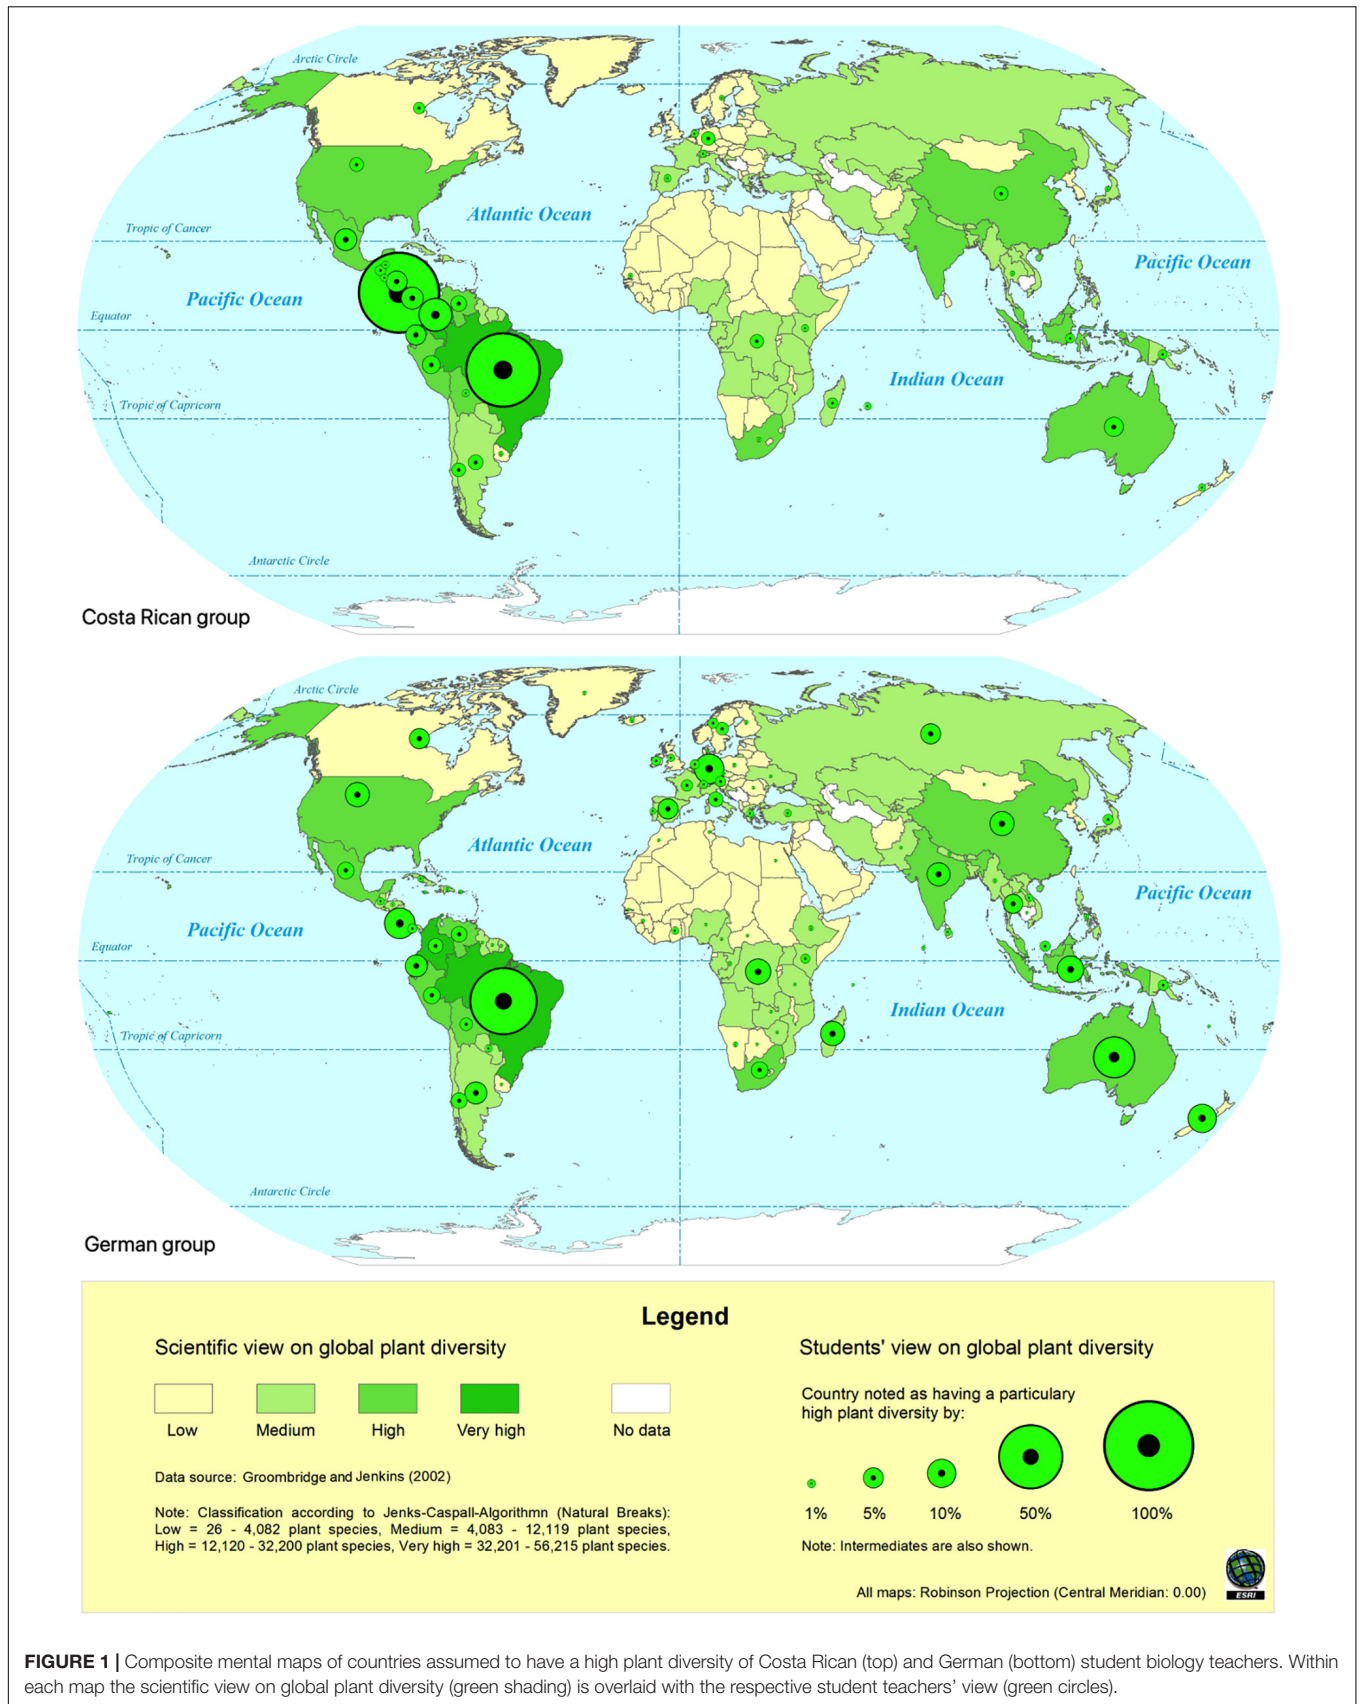 Arctic Circle
Atlantic Ocean
Tropic of Cancer
Pacific Ocean
Pacific Ocean
Equator
Indian Ocean
Tropic of Capricorn
Antarctic Circle
Costa Rican group
Arctic Circle
Atlantic Ocean
Tropic of Cancer
Pacific Ocean
Pacific Ocean
Equator
Indian Ocean
Tropic of Capricorn
Antarctic Circle
German group
Legend
Scientific view on global plant diversity
Low
Medium
High
Very high
No data
Data source: Groombridge and Jenkins (2002)
Note: Classification according to Jenks-Caspall-Algorithmn (Natural Breaks):
Low = 26 - 4,082 plant species, Medium = 4,083 - 12,119 plant species,
High = 12,120 - 32,200 plant species, Very high = 32,201 - 56,215 plant species.
Students' view on global plant diversity
Country noted as having a particulary
high plant diversity by:
1%
5%
10%
50%
100%
Note: Intermediates are also shown.
All maps: Robinson Projection (Central Meridian: 0.00)
ESRI
FIGURE 1 | Composite mental maps of countries assumed to have a high plant diversity of Costa Rican (top) and German (bottom) student biology teachers. Within
each map the scientific view on global plant diversity (green shading) is overlaid with the respective student teachers' view (green circles).